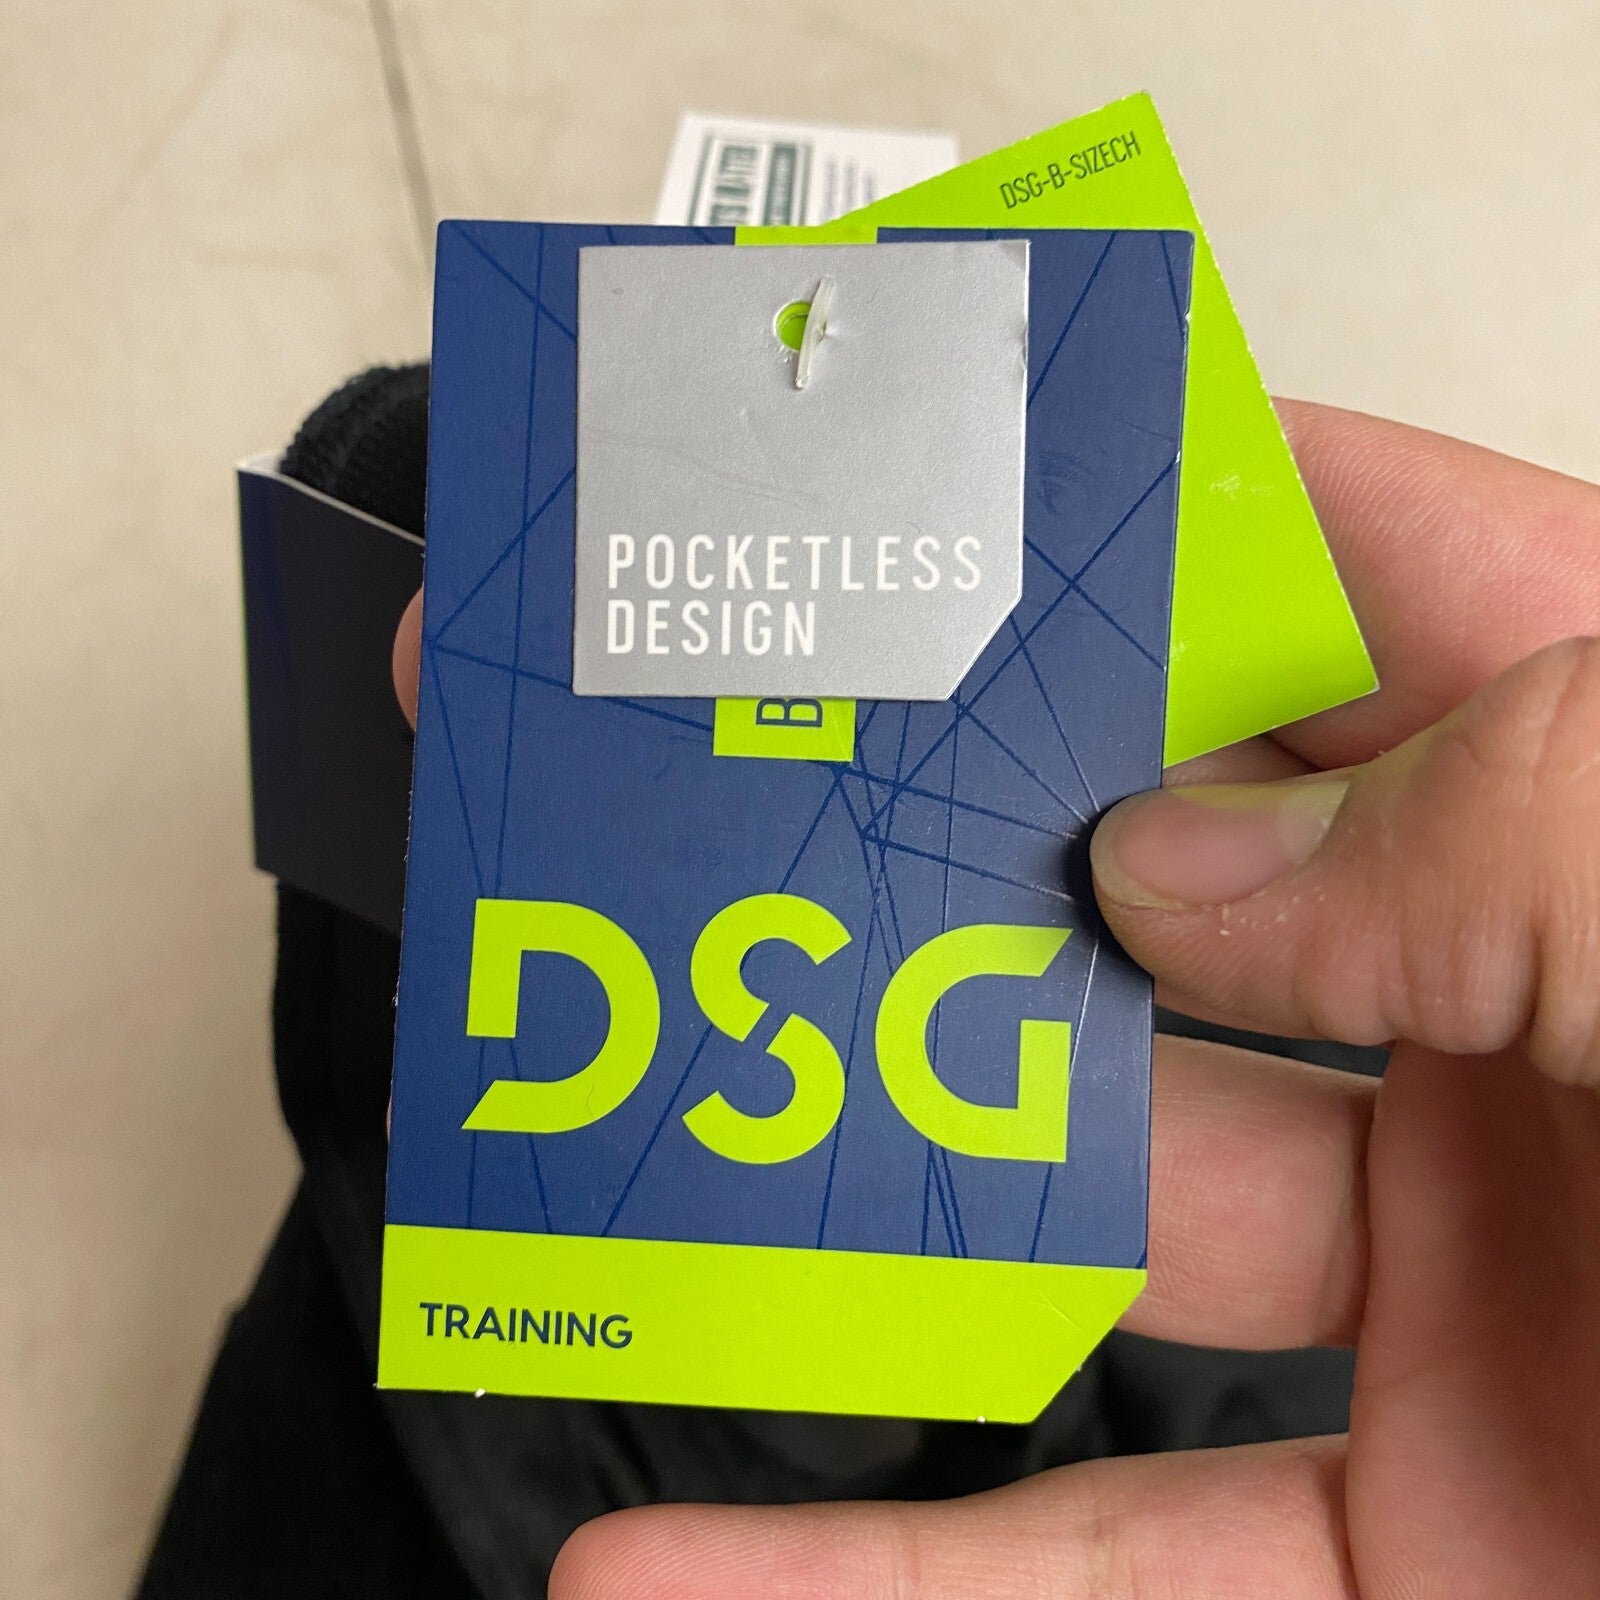 DSG-B-SIZECH
POCKETLESS
DESIGN
B
DSG
TRAINING